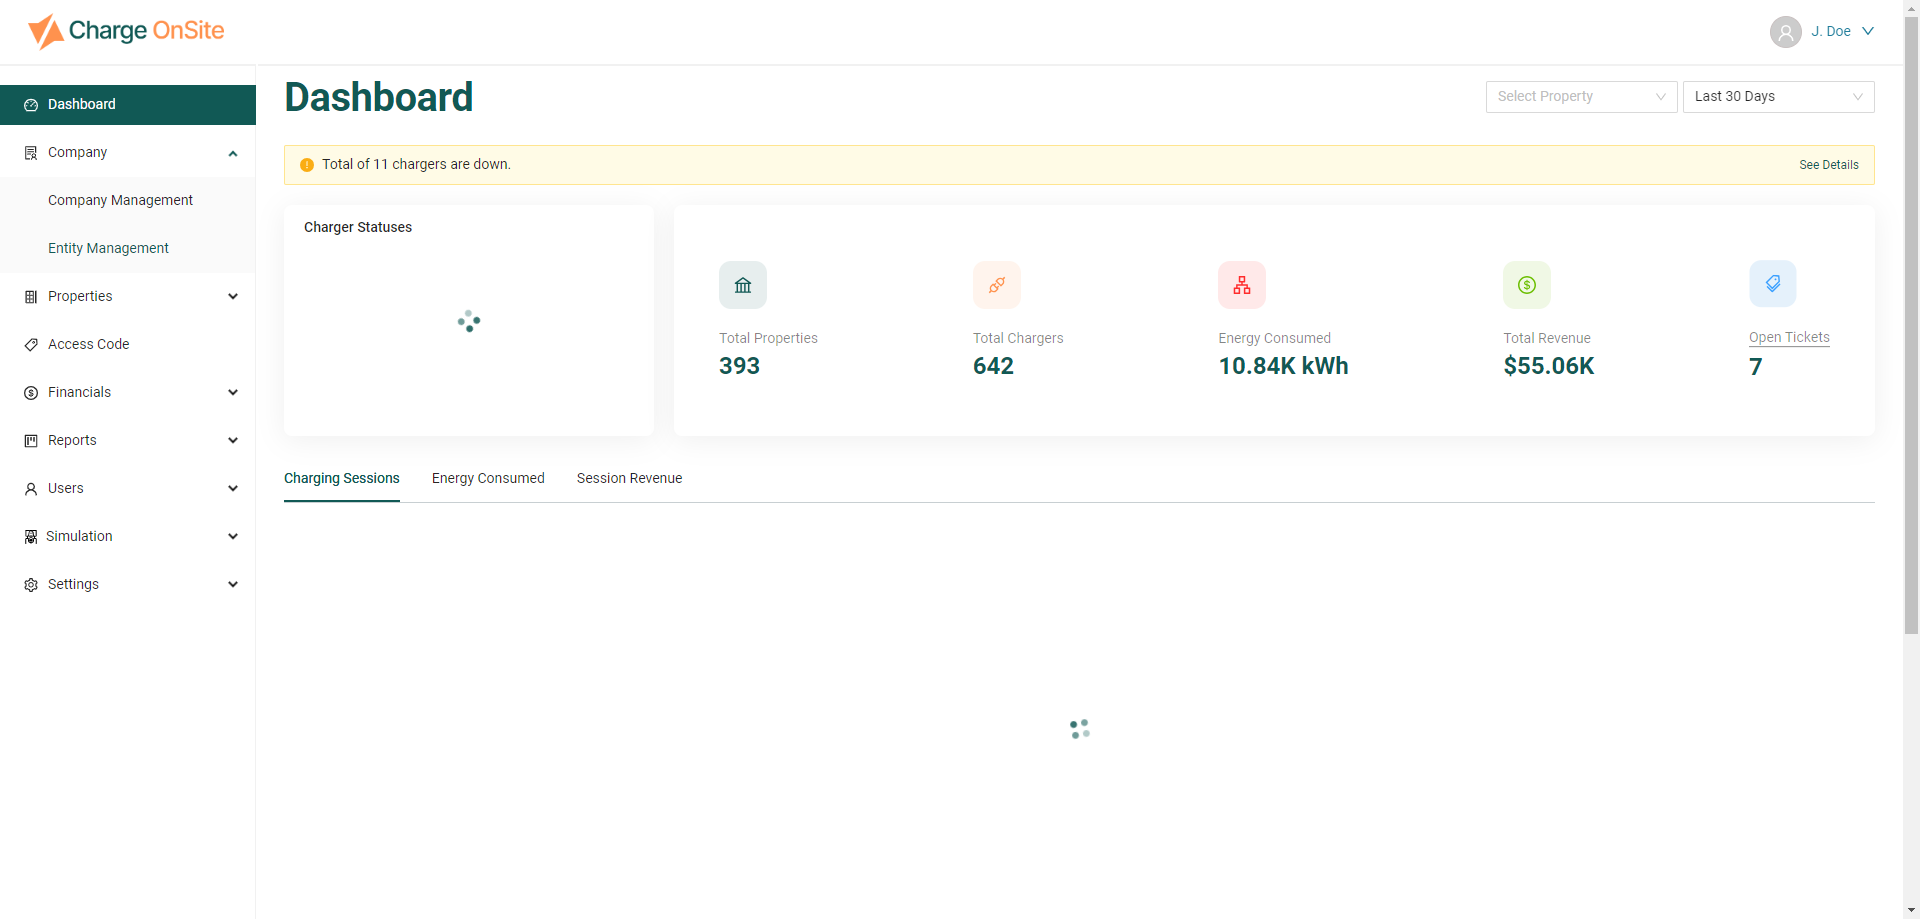 Charge OnSite
J. Doe
Dashboard
Company
Company Management
Entity Management
Properties
Access Code
Financials
Reports
Users
Simulation
Settings
Dashboard
Select Property
Last 30 Days
Total of 11 chargers are down.
See Details
Charger Statuses
Total Properties
393
Total Chargers
642
Energy Consumed
10.84K kWh
Total Revenue
$55.06K
Open Tickets
7
Charging Sessions
Energy Consumed
Session Revenue